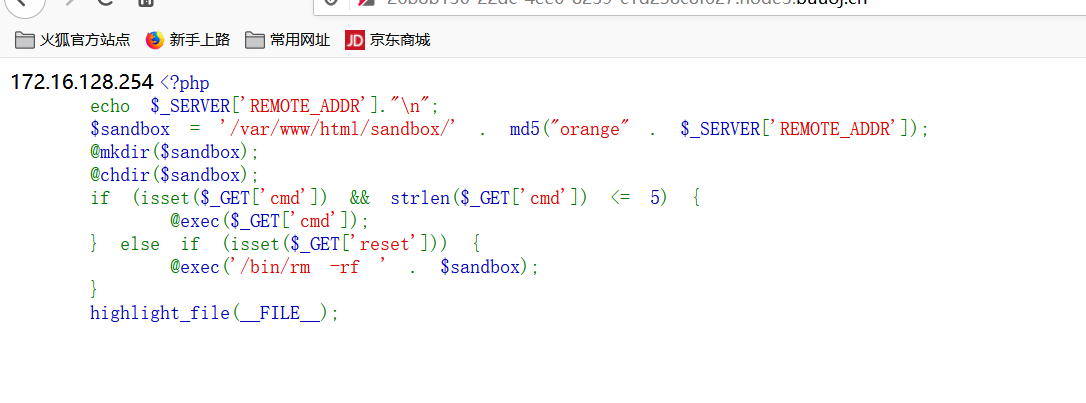 火狐官方站点 新手上路 常用网址 JD 京东商城
172.16.128.254 <?php
echo $_SERVER['REMOTE_ADDR']."\n";
$sandbox = '/var/www/html/sandbox/' . md5("orange" . $_SERVER['REMOTE_ADDR']);
@mkdir($sandbox);
@chdir($sandbox);
if (isset($_GET['cmd']) && strlen($_GET['cmd']) <= 5) {
@exec($_GET['cmd']);
} else if (isset($_GET['reset'])) {
@exec('/bin/rm -rf ' . $sandbox);
}
highlight_file(__FILE__);